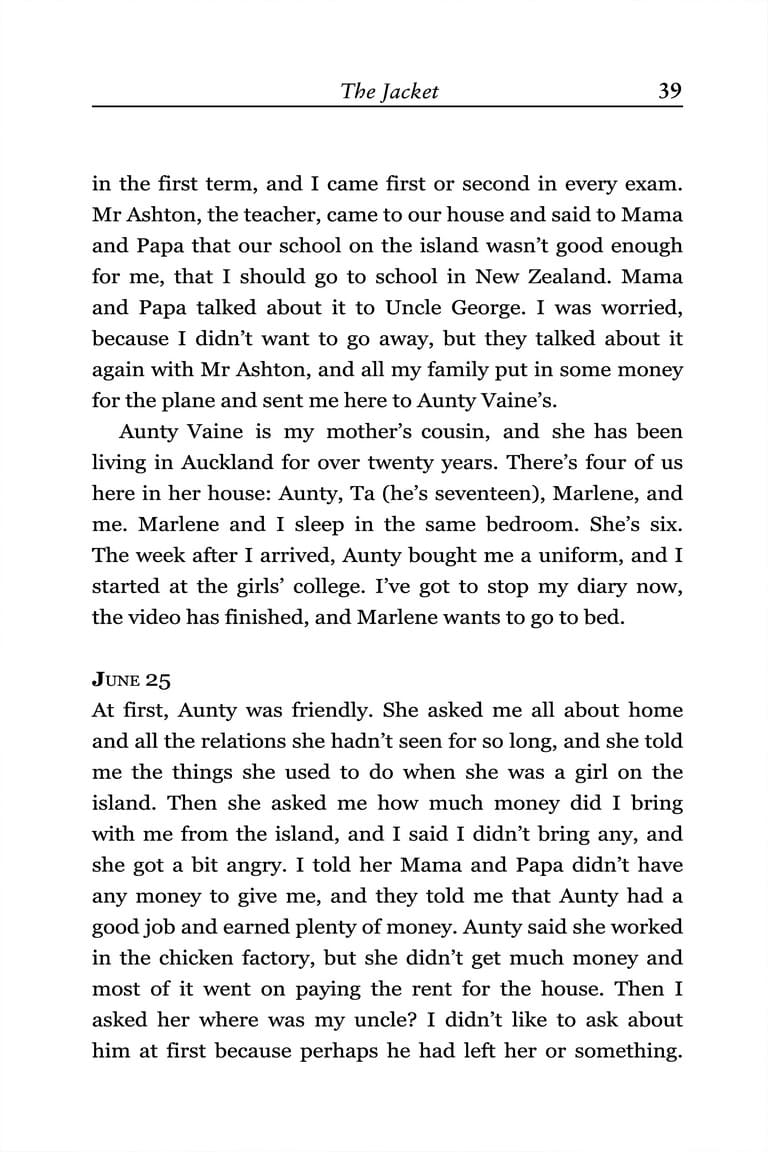 The Jacket 39
in the first term, and I came first or second in every exam.
Mr Ashton, the teacher, came to our house and said to Mama
and Papa that our school on the island wasn’t good enough
for me, that I should go to school in New Zealand. Mama
and Papa talked about it to Uncle George. I was worried,
because I didn’t want to go away, but they talked about it
again with Mr Ashton, and all my family put in some money
for the plane and sent me here to Aunty Vaine’s.
Aunty Vaine is my mother’s cousin, and she has been
living in Auckland for over twenty years. There’s four of us
here in her house: Aunty, Ta (he’s seventeen), Marlene, and
me. Marlene and I sleep in the same bedroom. She’s six.
The week after I arrived, Aunty bought me a uniform, and I
started at the girls’ college. I’ve got to stop my diary now,
the video has finished, and Marlene wants to go to bed.
JUNE 25
At first, Aunty was friendly. She asked me all about home
and all the relations she hadn’t seen for so long, and she told
me the things she used to do when she was a girl on the
island. Then she asked me how much money did I bring
with me from the island, and I said I didn’t bring any, and
she got a bit angry. I told her Mama and Papa didn’t have
any money to give me, and they told me that Aunty had a
good job and earned plenty of money. Aunty said she worked
in the chicken factory, but she didn’t get much money and
most of it went on paying the rent for the house. Then I
asked her where was my uncle? I didn’t like to ask about
him at first because perhaps he had left her or something.